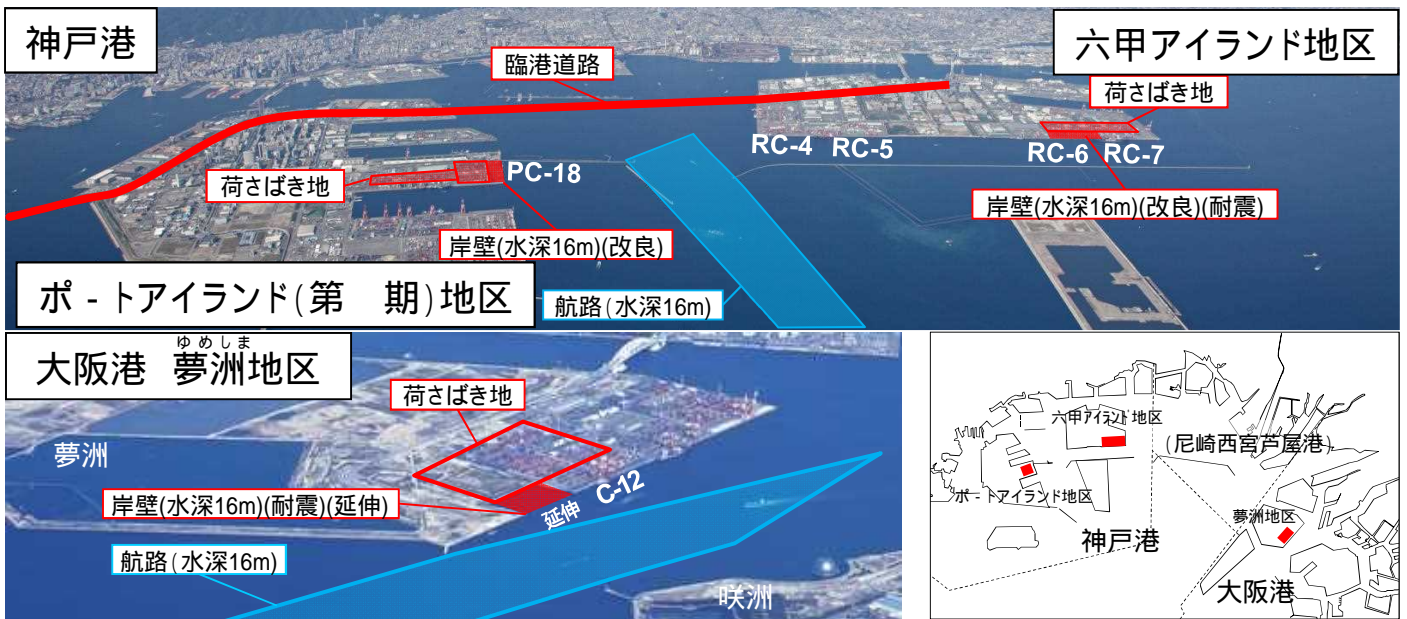 神戸港
六甲アイランド地区
臨港道路
荷さばき地
RC-4 RC-5
RC-6 RC-7
PC-18
荷さばき地
岸壁(水深16m)(改良)(耐震)
岸壁(水深16m)(改良)
ポ-トアイランド(第 期)地区
航路(水深16m)
ゆめしま
大阪港 夢洲地区
荷さばき地
夢洲
岸壁(水深16m)(耐震)(延伸)
延伸 C-12
航路(水深16m)
咲洲
六甲アイランド地区
(尼崎西宮芦屋港)
ポ-トアイランド地区
夢洲地区
神戸港
大阪港